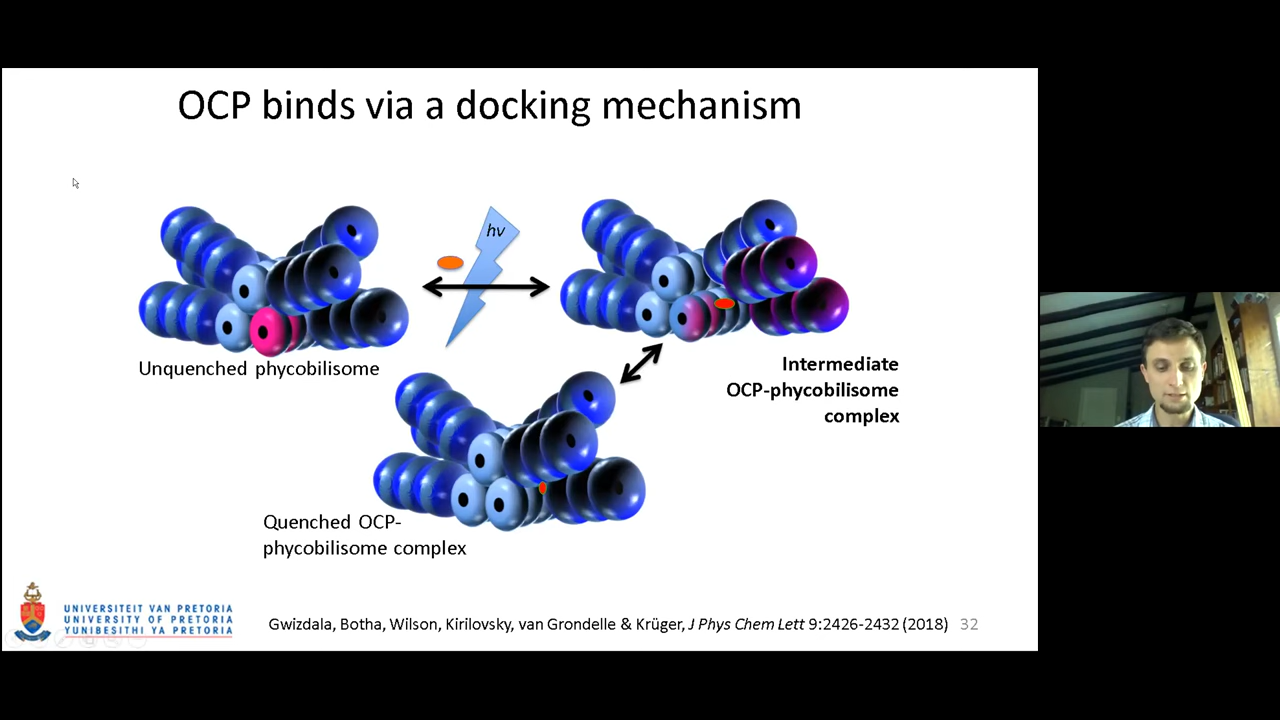 OCP binds via a docking mechanism
hν
Unquenched phycobilisome
Intermediate
OCP-phycobilisome
complex
Quenched OCP-
phycobilisome complex
UNIVERSITEIT VAN PRETORIA
UNIVERSITY OF PRETORIA
YUNIBESITHI YA PRETORIA
Gwizdala, Botha, Wilson, Kirilovsky, van Grondelle & Krüger, J Phys Chem Lett 9:2426-2432 (2018) 32